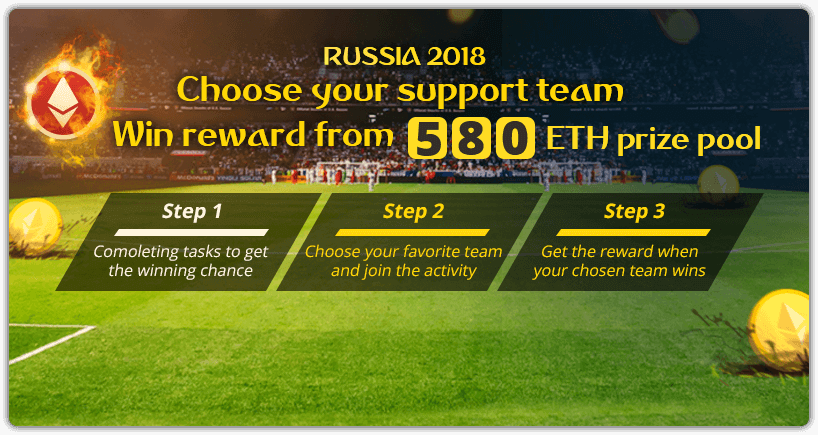 RUSSIA 2018
Choose your support team
Win reward from 580 ETH prize pool
Step 1
Comoleting tasks to get
the winning chance
Step 2
Choose your favorite team
and join the activity
Step 3
Get the reward when
your chosen team wins